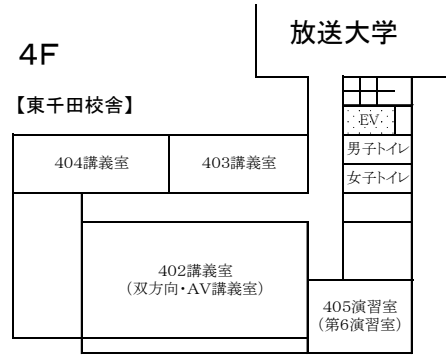 放送大学
4F
【東千田校舎】
EV
男子トイレ
女子トイレ
404講義室
403講義室
402講義室
(双方向・AV講義室)
405演習室
(第6演習室)